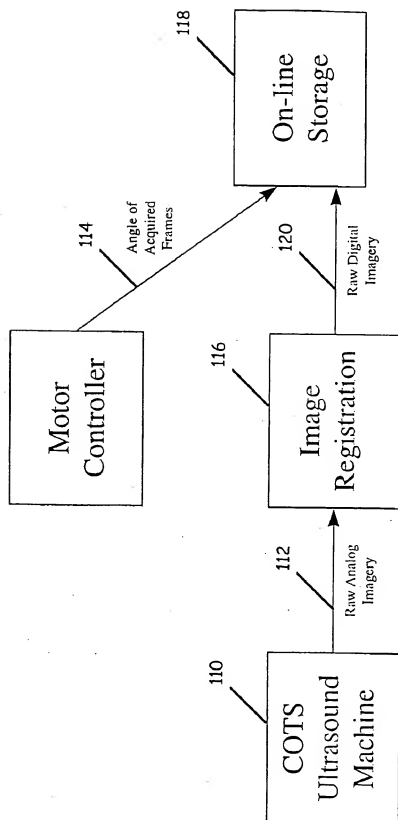 118
On-line
Storage
114
Angle of
Acquired
Frames
120
Raw Digital
Imagery
Motor
Controller
116
Image
Registration
112
Raw Analog
Imagery
110
COTS
Ultrasound
Machine